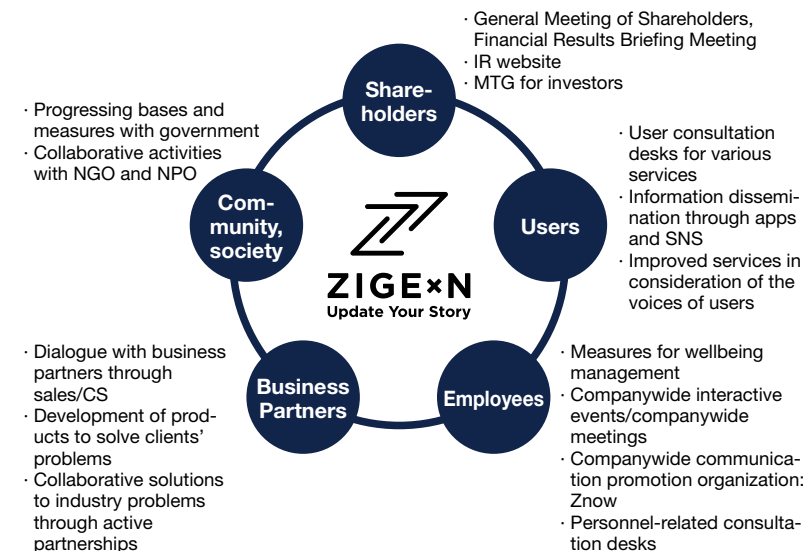 · General Meeting of Shareholders,
Financial Results Briefing Meeting
· IR website
· MTG for investors
Share-
holders
· Progressing bases and
measures with government
· Collaborative activities
with NGO and NPO
Com-
munity,
society
· User consultation
desks for various
services
· Information dissemi-
nation through apps
and SNS
· Improved services in
consideration of the
voices of users
Users
ZIGExN
Update Your Story
· Dialogue with business
partners through
sales/CS
· Development of prod-
ucts to solve clients’
problems
· Collaborative solutions
to industry problems
through active
partnerships
Business
Partners
Employees
· Measures for wellbeing
management
· Companywide interactive
events/companywide
meetings
· Companywide communica-
tion promotion organization:
Znow
· Personnel-related consulta-
tion desks